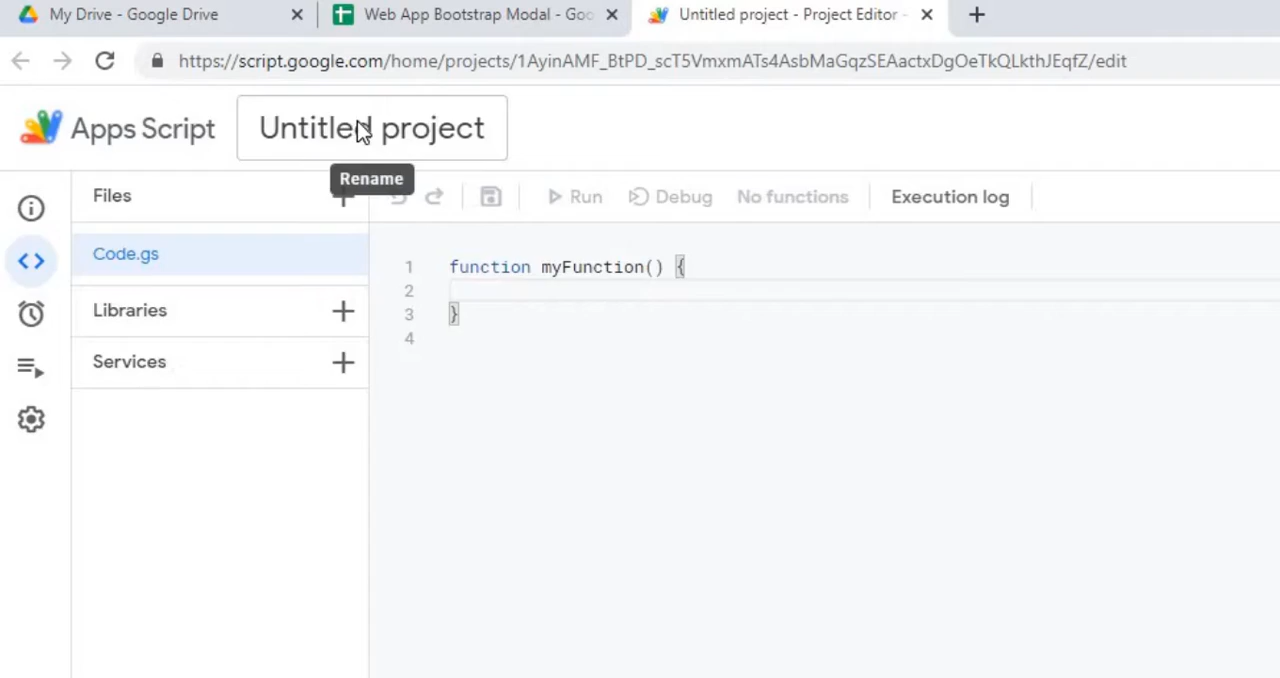 My Drive - Google Drive
Web App Bootstrap Modal - Goo
Untitled project - Project Editor -
https://script.google.com/home/projects/1AyinAMF_BtPD_scT5VmxmATs4AsbMaGqzSEAactxDgOeTkQLkthJEqfZ/edit
Apps Script
Untitled project
Rename
Files
Run
Debug
No functions
Execution log
Code.gs
Libraries
Services
1 function myFunction() {
2
3 }
4